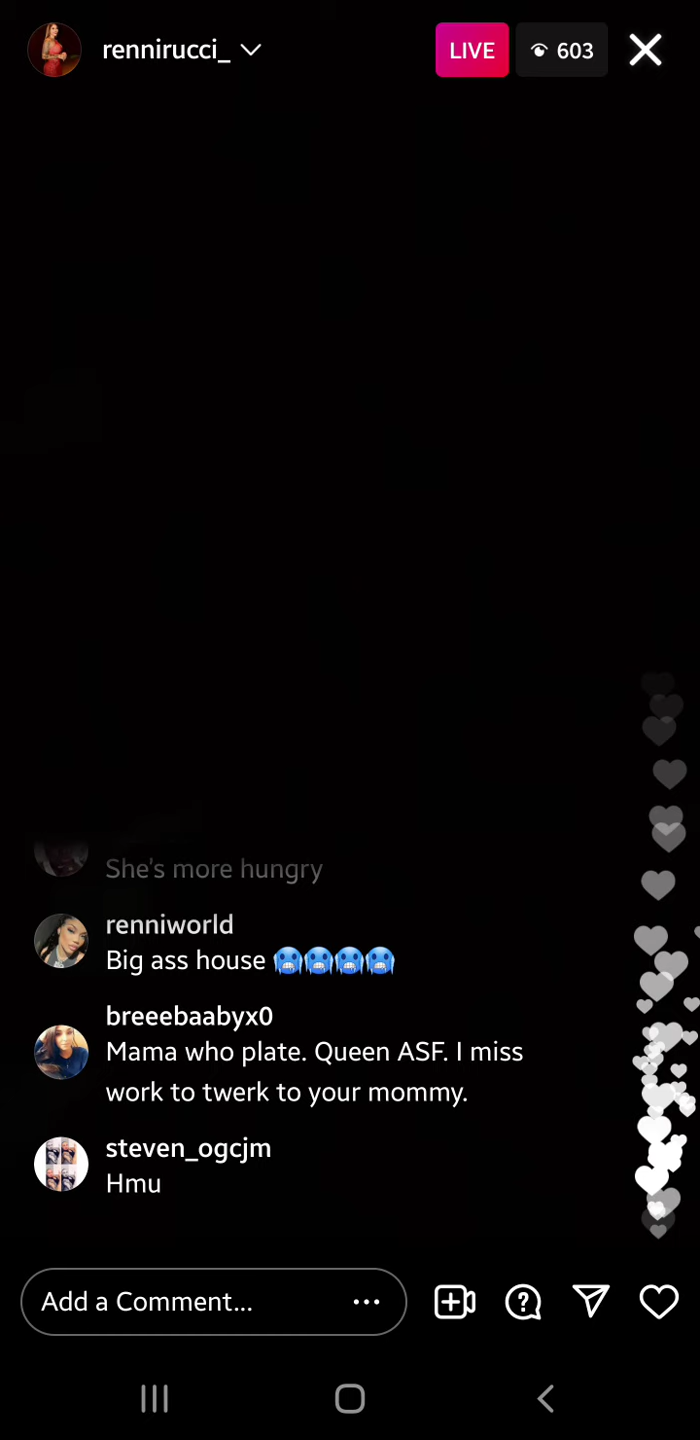 rennirucci_
LIVE
603
She's more hungry
renniworld
Big ass house 🥶🥶🥶🥶
breeebaabyx0
Mama who plate. Queen ASF. I miss
work to twerk to your mommy.
steven_ogcjm
Hmu
Add a Comment...